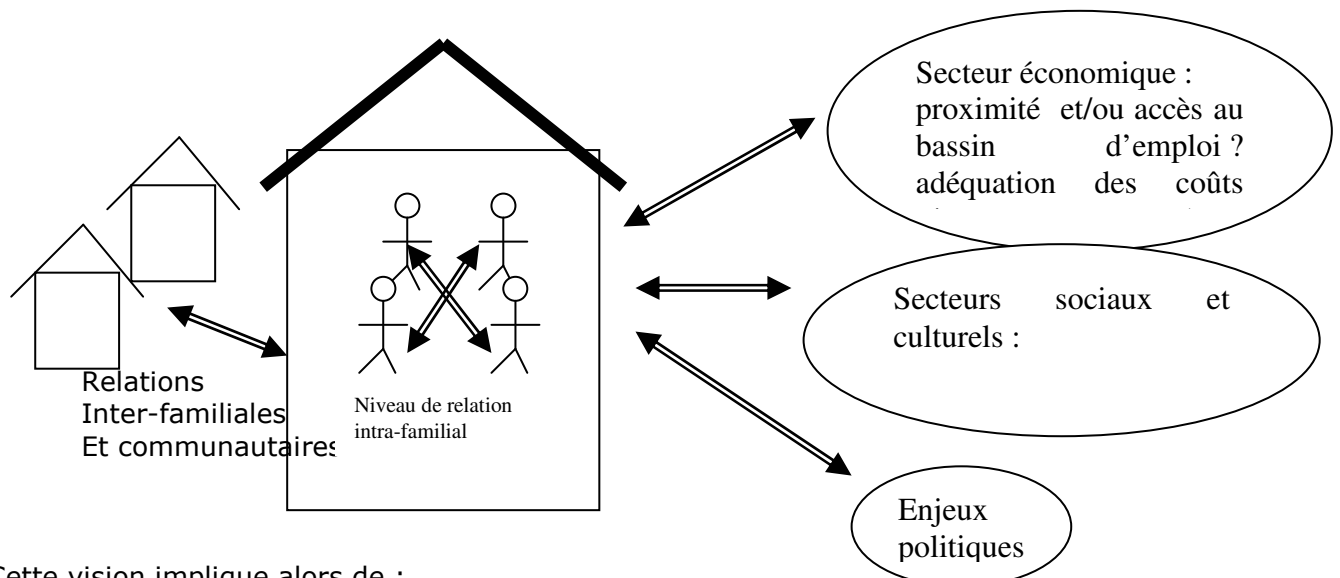 Secteur économique :
proximité et/ou accès au
bassin d'emploi ?
adéquation des coûts
Secteurs sociaux et
culturels :
Relations
Inter-familiales
Et communautaires
Niveau de relation
intra-familial
Enjeux
politiques
Cette vision implique alors de :